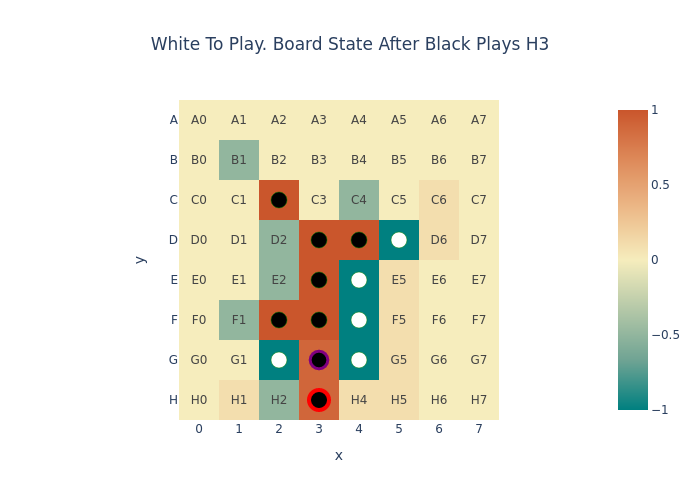 White To Play. Board State After Black Plays H3
A A0 A1 A2 A3 A4 A5 A6 A7
B B0 B1 B2 B3 B4 B5 B6 B7
C C0 C1 C3 C4 C5 C6 C7
D D0 D1 D2 D6 D7
E E0 E1 E2 E5 E6 E7
F F0 F1 F5 F6 F7
G G0 G1 G5 G6 G7
H H0 H1 H2 H4 H5 H6 H7
0 1 2 3 4 5 6 7
x
y
1
0.5
0
−0.5
−1